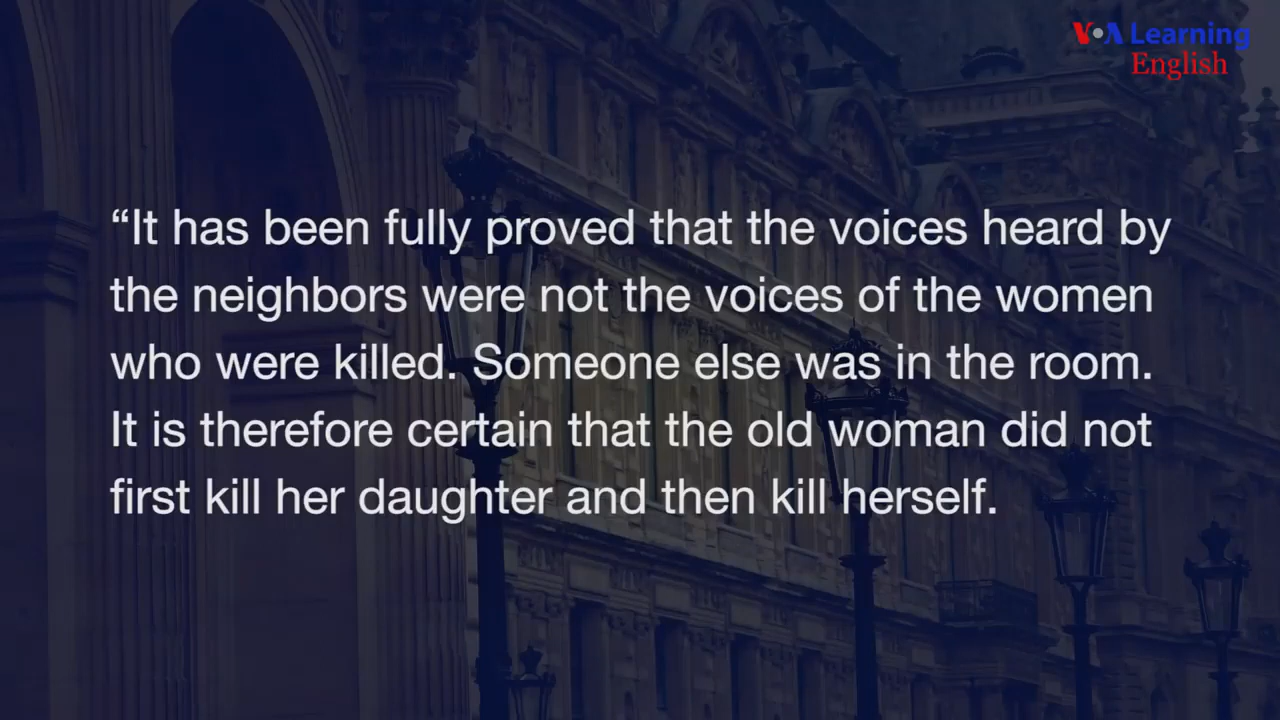 VOA Learning
English
“It has been fully proved that the voices heard by
the neighbors were not the voices of the women
who were killed. Someone else was in the room.
It is therefore certain that the old woman did not
first kill her daughter and then kill herself.